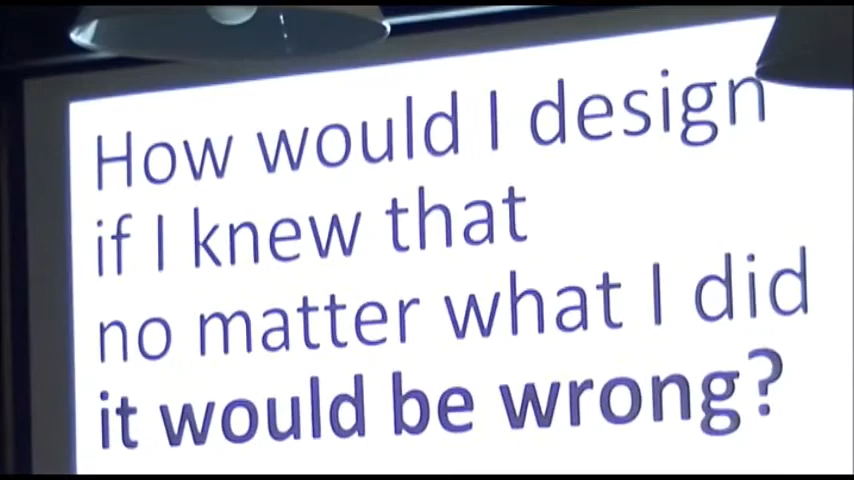 How would I design
if I knew that
no matter what I did
it would be wrong?